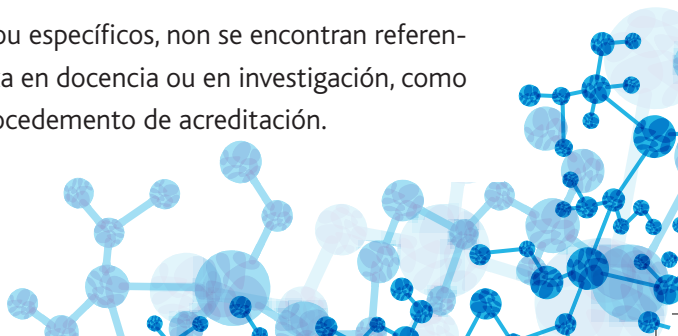 ou específicos, non se encontran referen-
a en docencia ou en investigación, como
ocedemento de acreditación.